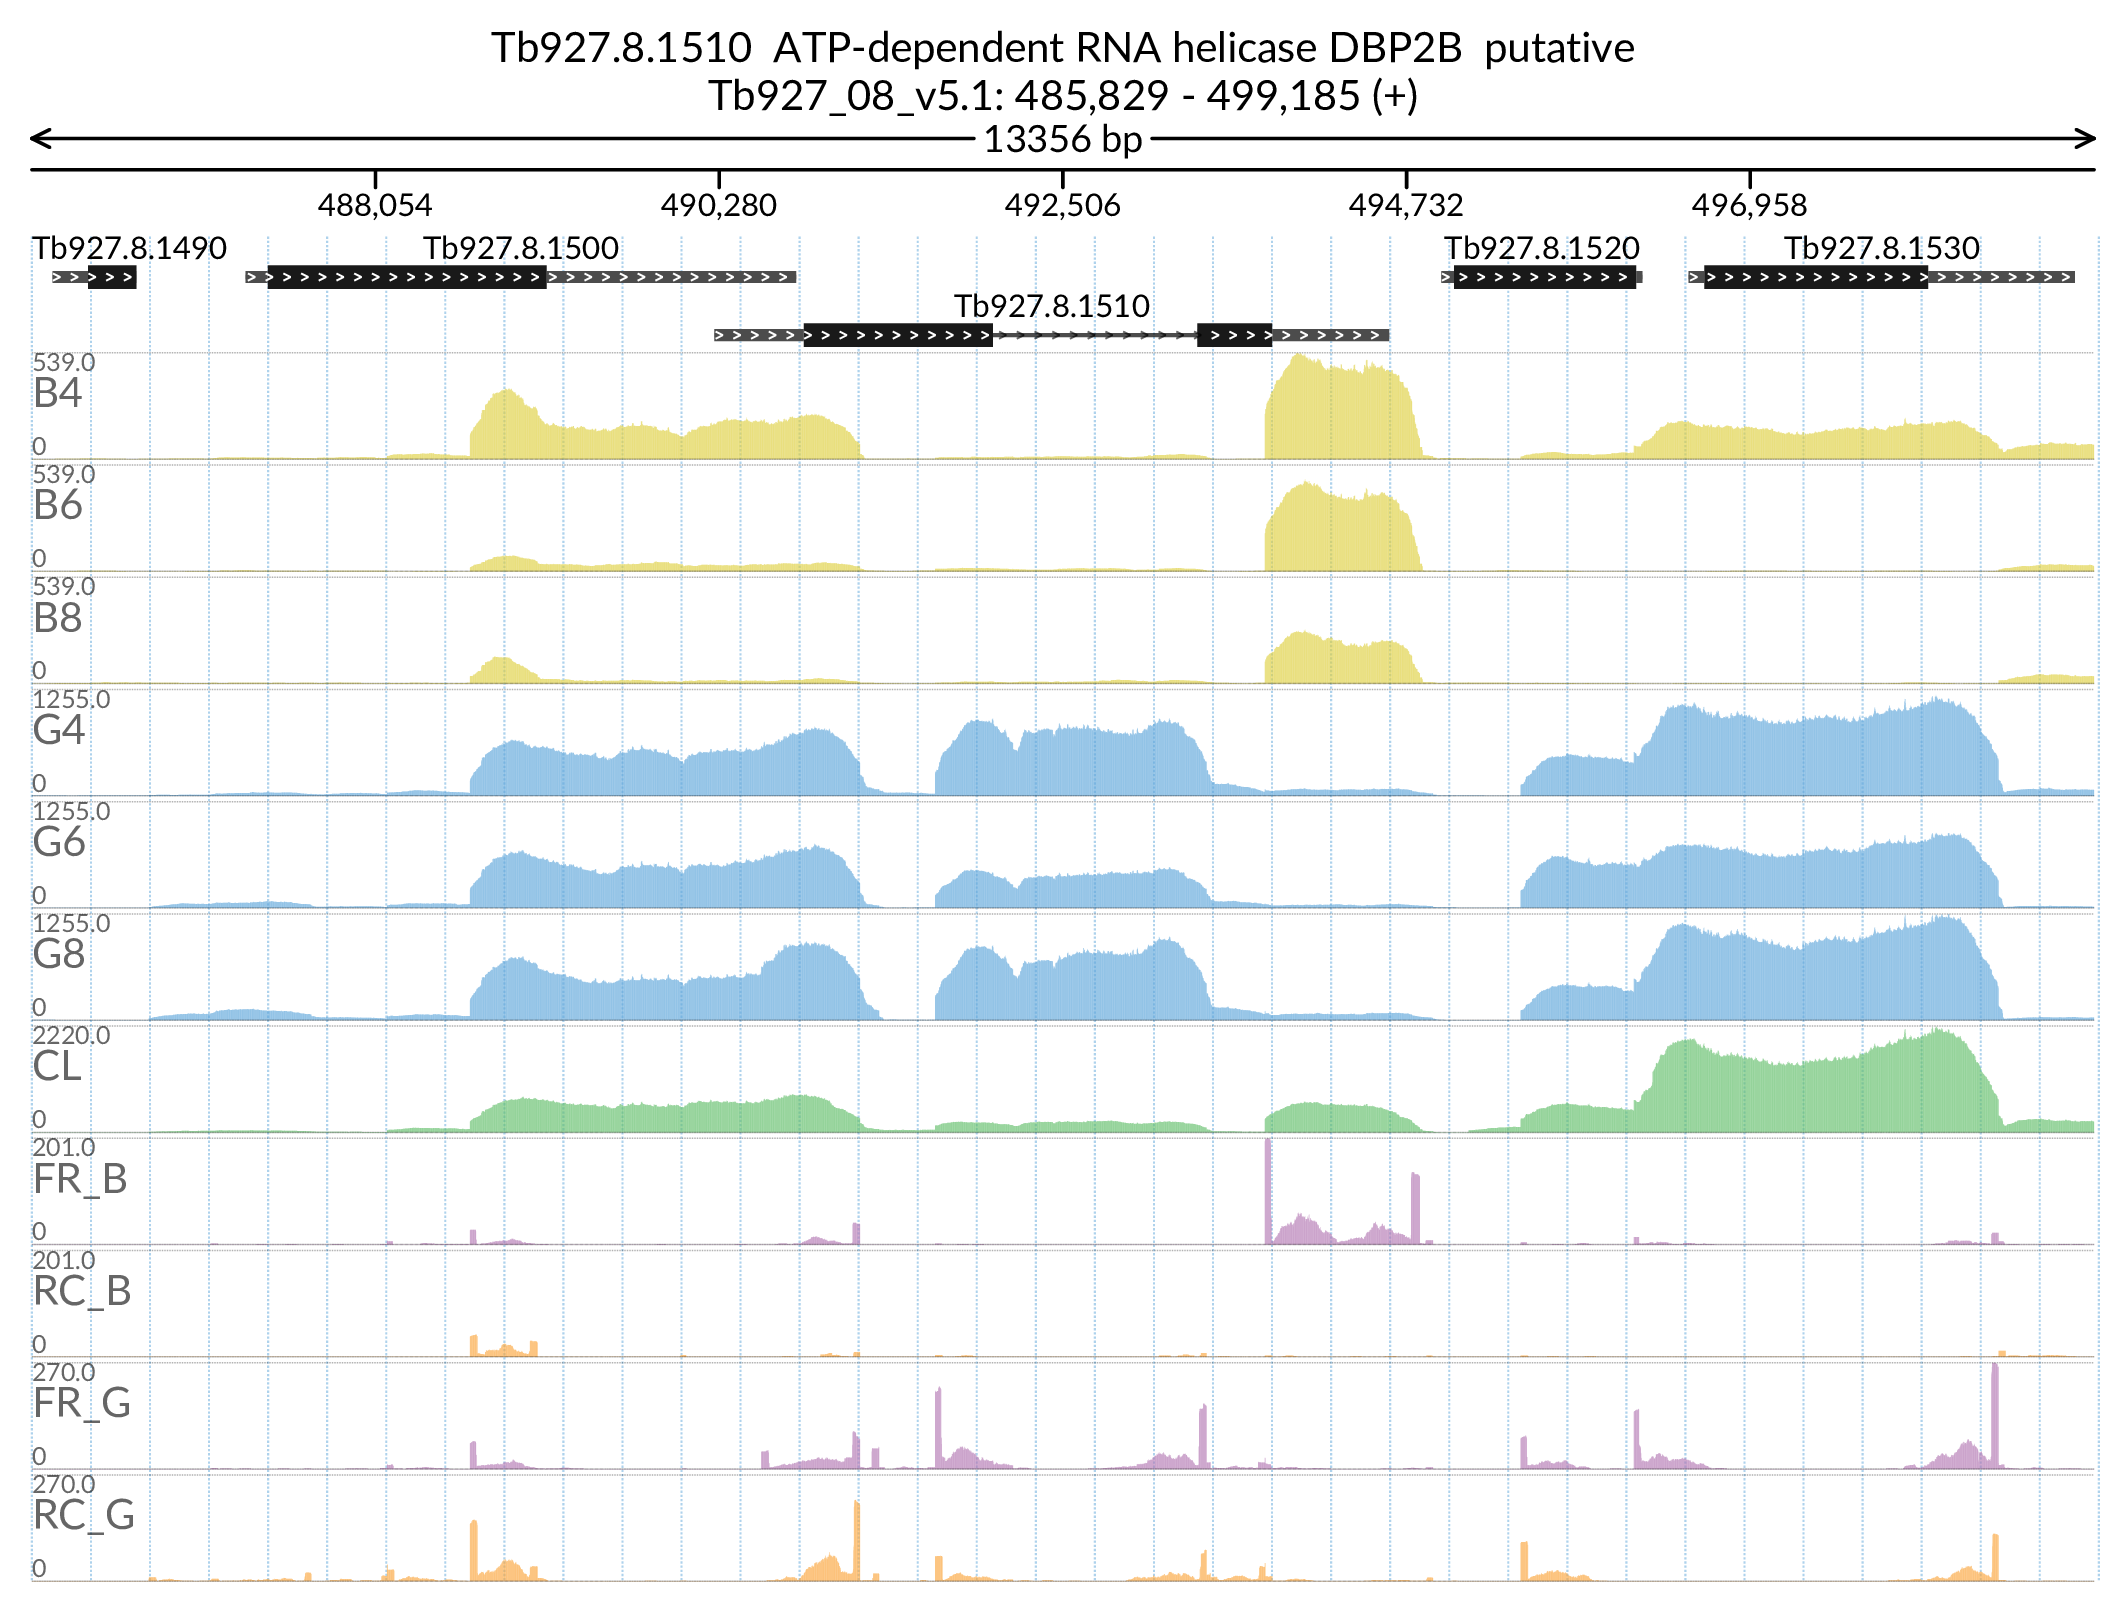 Tb927.8.1510  ATP-dependent RNA helicase DBP2B  putative
Tb927_08_v5.1: 485,829 - 499,185 (+)
13356 bp
488,054 490,280 492,506 494,732 496,958
Tb927.8.1490 Tb927.8.1500 Tb927.8.1520 Tb927.8.1530
Tb927.8.1510
539.0
B4
0
539.0
B6
0
539.0
B8
0
1255.0
G4
0
1255.0
G6
0
1255.0
G8
0
2220.0
CL
0
201.0
FR_B
0
201.0
RC_B
0
270.0
FR_G
0
270.0
RC_G
0